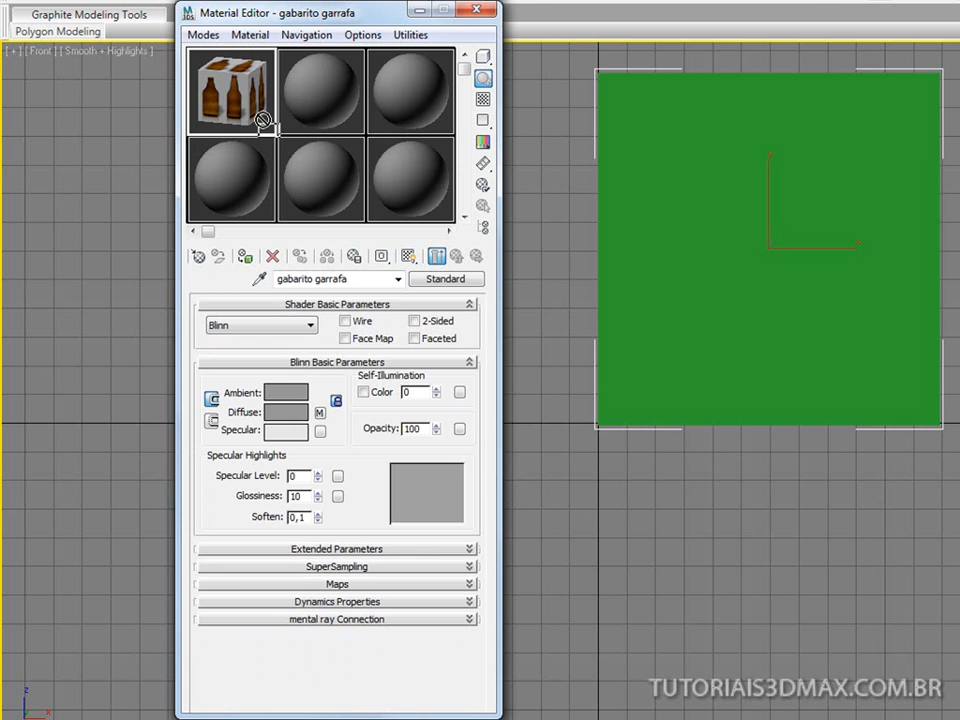 Graphite Modeling Tools
Polygon Modeling
[ + ] [ Front ] [ Smooth + Highlights ]
Material Editor - gabarito garrafa
Modes Material Navigation Options Utilities
gabarito garrafa Standard
Shader Basic Parameters
Blinn Wire 2-Sided
Face Map Faceted
Blinn Basic Parameters
Self-Illumination
Ambient: Color 0
Diffuse: M
Specular: Opacity: 100
Specular Highlights
Specular Level: 0
Glossiness: 10
Soften: 0,1
Extended Parameters
SuperSampling
Maps
Dynamics Properties
mental ray Connection
TUTORIAIS3DMAX.COM.BR
z
x